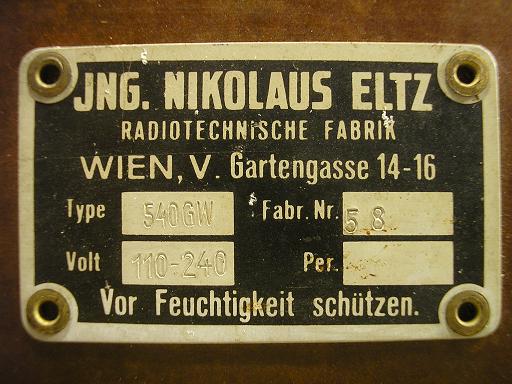 JNG. NIKOLAUS ELTZ
RADIOTECHNISCHE FABRIK
WIEN, V. Gartengasse 14-16
Type 540GW Fabr. Nr. 58
Volt 110-240 Per.
Vor Feuchtigkeit schützen.